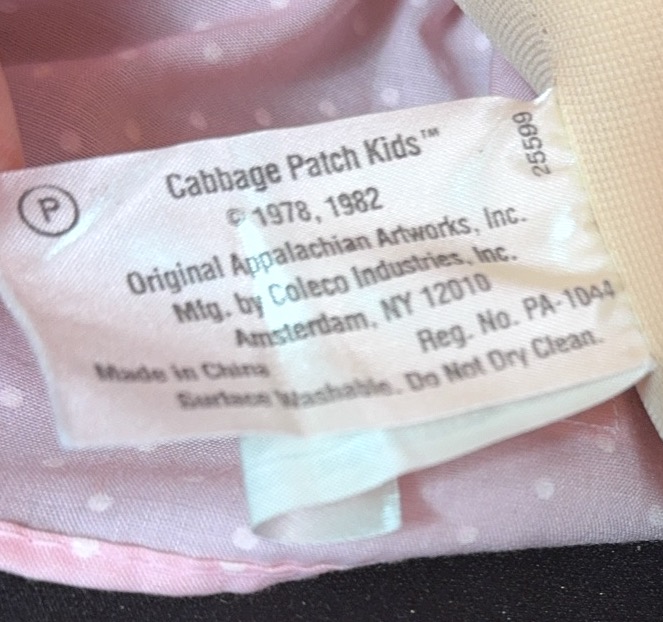 Cabbage Patch Kids™
P
© 1978, 1982
25599
Original Appalachian Artworks, Inc.
Mfg. by Coleco Industries, Inc.
Amsterdam, NY 12010
Reg. No. PA-1044
Made in China
Surface Washable. Do Not Dry Clean.